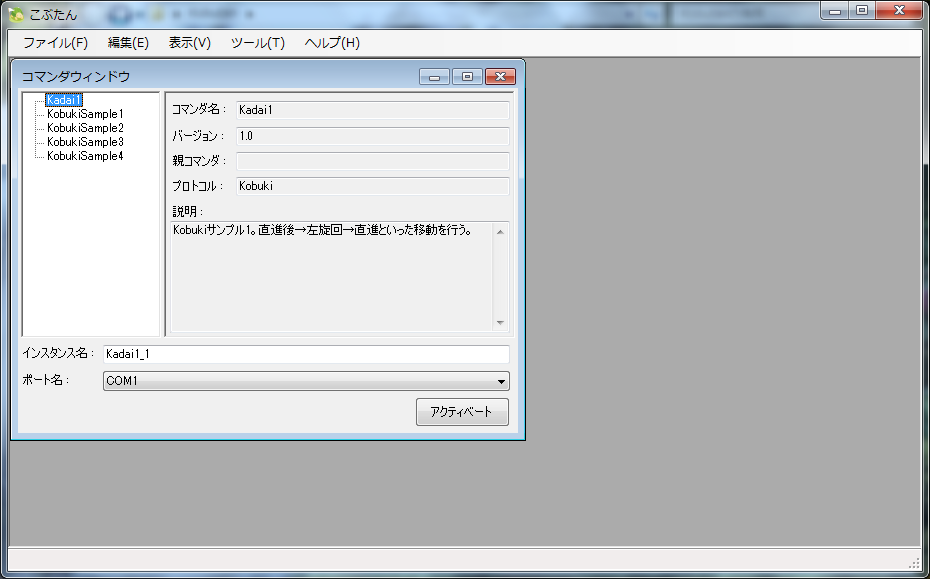 こぶたん
ファイル(F) 編集(E) 表示(V) ツール(T) ヘルプ(H)
コマンダウィンドウ
Kadai1
KobukiSample1
KobukiSample2
KobukiSample3
KobukiSample4
コマンダ名： Kadai1
バージョン： 1.0
親コマンダ：
プロトコル： Kobuki
説明：
Kobukiサンプル1。直進後→左旋回→直進といった移動を行う。
インスタンス名： Kadai1_1
ポート名： COM1
アクティベート